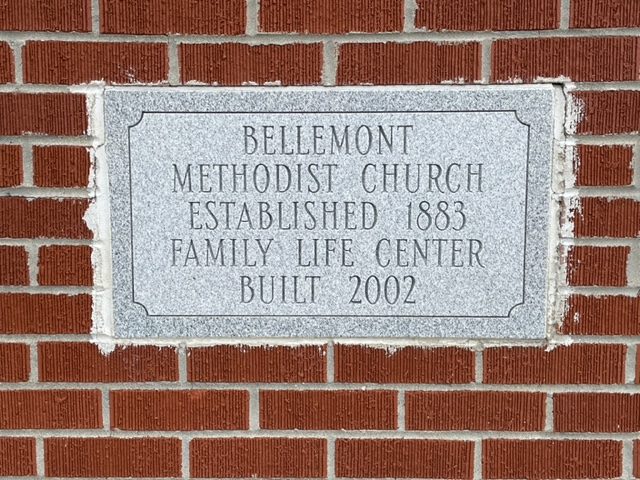 BELLEMONT
METHODIST CHURCH
ESTABLISHED 1883
FAMILY LIFE CENTER
BUILT 2002